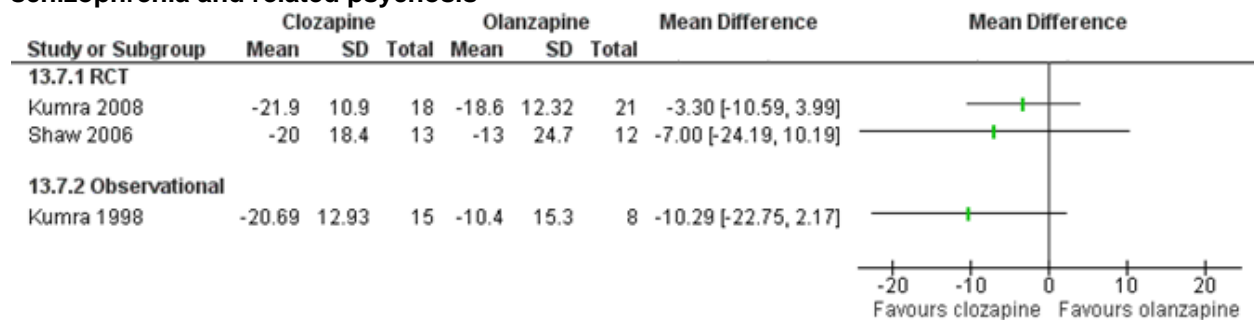 schizophrenia and related psychosis
Clozapine Olanzapine Mean Difference Mean Difference
Study or Subgroup Mean SD Total Mean SD Total
13.7.1 RCT
Kumra 2008 -21.9 10.9 18 -18.6 12.32 21 -3.30 [-10.59, 3.99]
Shaw 2006 -20 18.4 13 -13 24.7 12 -7.00 [-24.19, 10.19]
13.7.2 Observational
Kumra 1998 -20.69 12.93 15 -10.4 15.3 8 -10.29 [-22.75, 2.17]
-20 -10 0 10 20
Favours clozapine Favours olanzapine